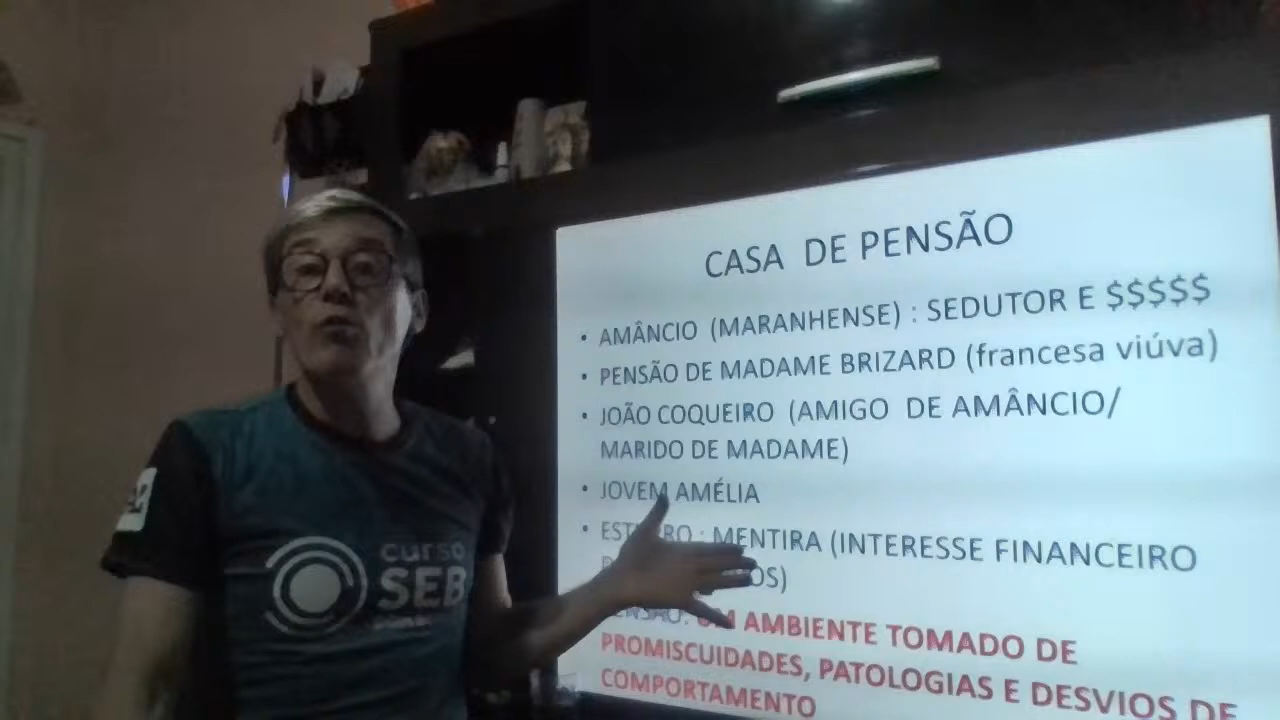 CASA DE PENSÃO
• AMÂNCIO (MARANHENSE) : SEDUTOR E $$$$$
• PENSÃO DE MADAME BRIZARD (francesa viúva)
• JOÃO COQUEIRO (AMIGO DE AMÂNCIO/
MARIDO DE MADAME)
• JOVEM AMÉLIA
• : MENTIRA (INTERESSE FINANCEIRO
UM AMBIENTE TOMADO DE
PROMISCUIDADES, PATOLOGIAS E DESVIOS DE
COMPORTAMENTO
curso
SEB